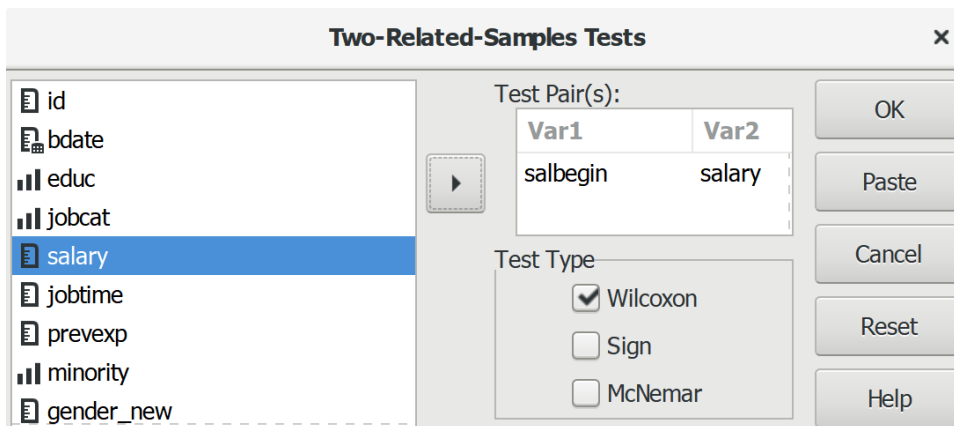 Two-Related-Samples Tests
id
bdate
educ
jobcat
salary
jobtime
prevexp
minority
gender_new
Test Pair(s):
Var1 Var2
salbegin salary
Test Type
Wilcoxon
Sign
McNemar
OK
Paste
Cancel
Reset
Help